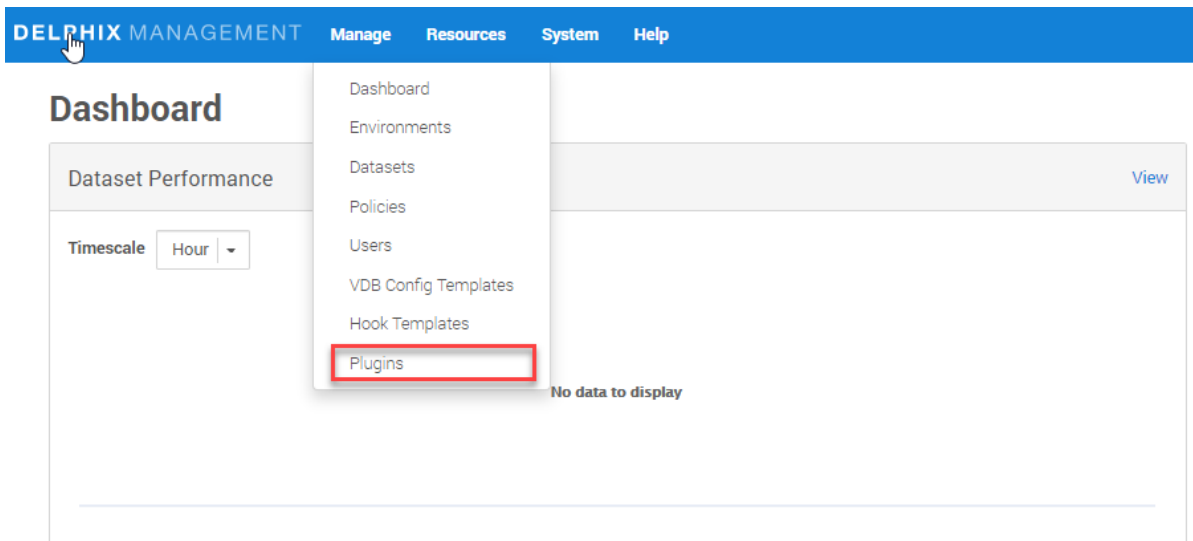 DELPHIX MANAGEMENT Manage Resources System Help
Dashboard
Environments
Datasets
Policies
Users
VDB Config Templates
Hook Templates
Plugins
Dashboard
Dataset Performance View
Timescale Hour
No data to display